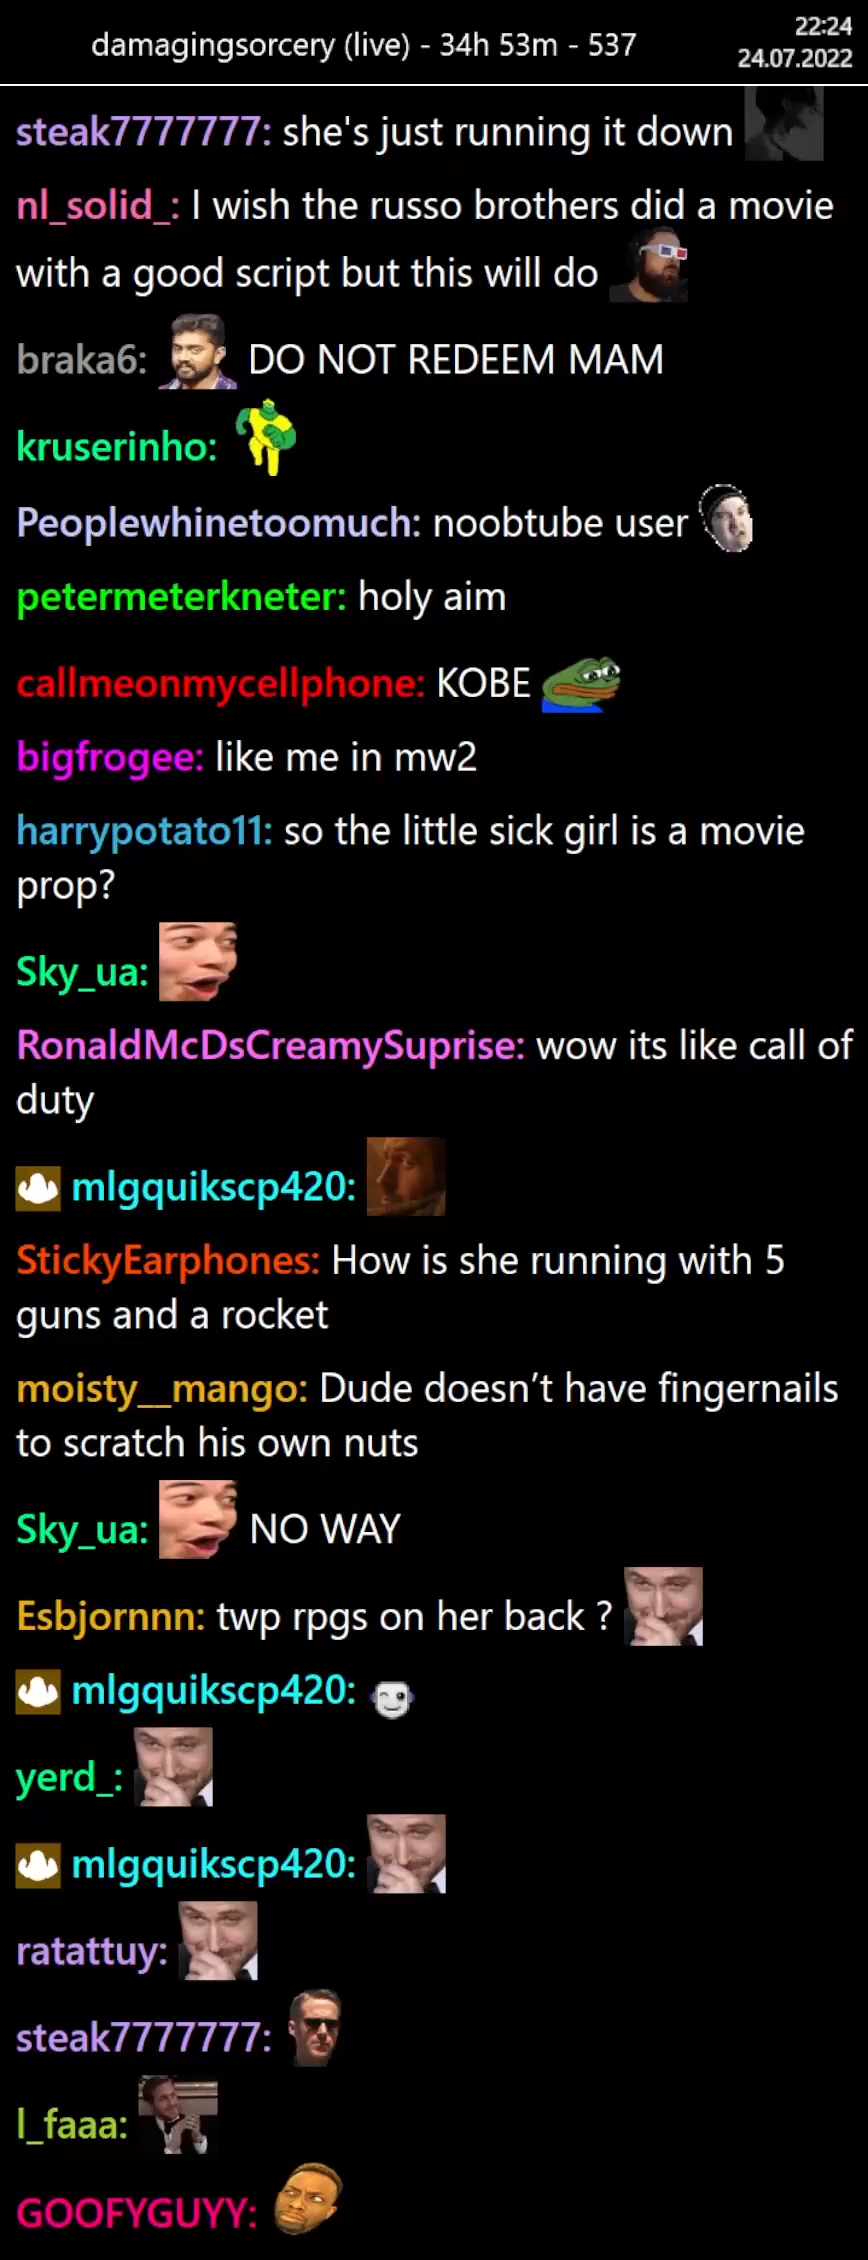 damagingsorcery (live) - 34h 53m - 537
22:24
24.07.2022
steak7777777: she's just running it down
nl_solid_: I wish the russo brothers did a movie
with a good script but this will do
braka6: DO NOT REDEEM MAM
kruserinho:
Peoplewhinetoomuch: noobtube user
petermeterkneter: holy aim
callmeonmycellphone: KOBE
bigfrogee: like me in mw2
harrypotato11: so the little sick girl is a movie
prop?
Sky_ua:
RonaldMcDsCreamySuprise: wow its like call of
duty
mlgquikscp420:
StickyEarphones: How is she running with 5
guns and a rocket
moisty__mango: Dude doesn’t have fingernails
to scratch his own nuts
Sky_ua: NO WAY
Esbjornnn: twp rpgs on her back ?
mlgquikscp420:
yerd_:
mlgquikscp420:
ratattuy:
steak7777777:
l_faaa:
GOOFYGUYY: